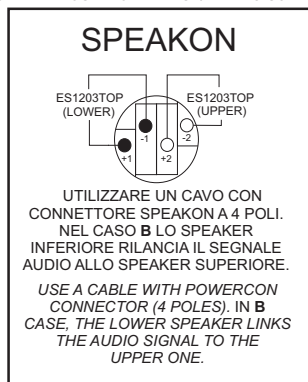 SPEAKON
ES1203TOP
(LOWER)
ES1203TOP
(UPPER)
-1
-2
+1
+2
UTILIZZARE UN CAVO CON
CONNETTORE SPEAKON A 4 POLI.
NEL CASO B LO SPEAKER
INFERIORE RILANCIA IL SEGNALE
AUDIO ALLO SPEAKER SUPERIORE.
USE A CABLE WITH POWERCON
CONNECTOR (4 POLES). IN B
CASE, THE LOWER SPEAKER LINKS
THE AUDIO SIGNAL TO THE
UPPER ONE.